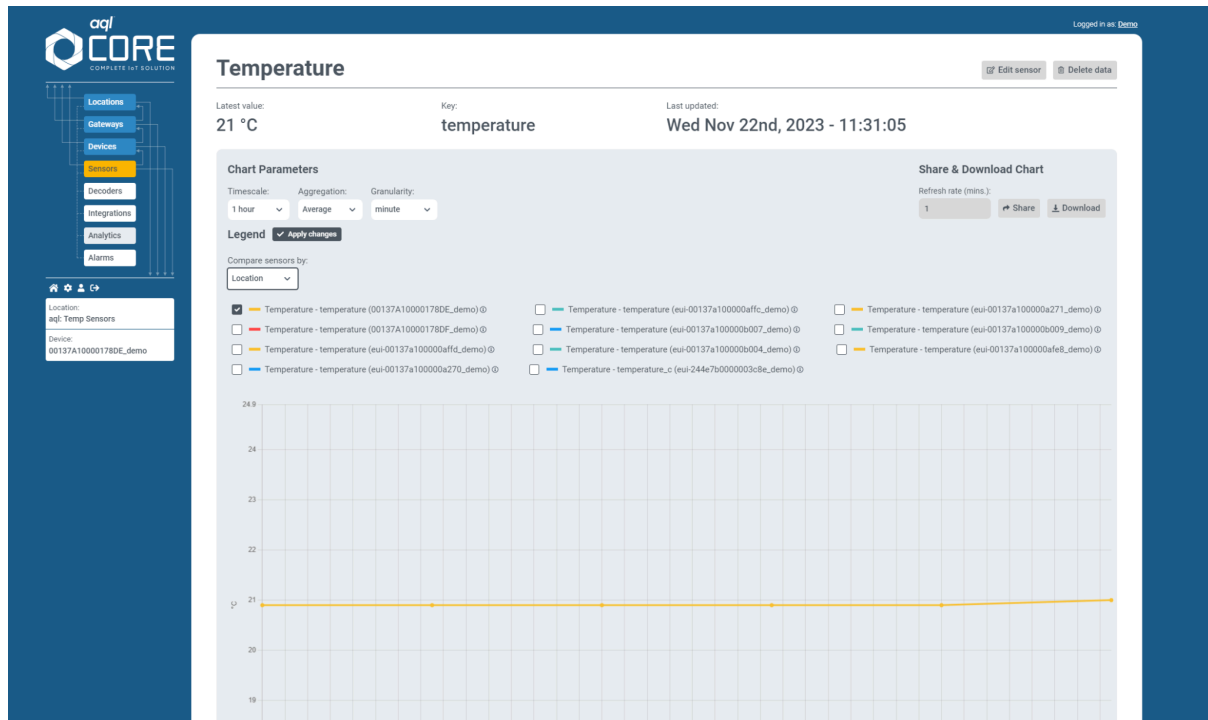 aql
CORE
COMPLETE IoT SOLUTION
Logged in as: Demo
Locations
Gateways
Devices
Sensors
Decoders
Integrations
Analytics
Alarms
Location:
aql: Temp Sensors
Device:
00137A10000178DE_demo
Temperature
Edit sensor
Delete data
Latest value:
21 °C
Key:
temperature
Last updated:
Wed Nov 22nd, 2023 - 11:31:05
Chart Parameters
Timescale:
Aggregation:
Granularity:
1 hour
Average
minute
Share & Download Chart
Refresh rate (mins.):
1
Share
Download
Legend
Apply changes
Compare sensors by:
Location
Temperature - temperature (00137A10000178DE_demo)
Temperature - temperature (eui-00137a100000affc_demo)
Temperature - temperature (eui-00137a100000a271_demo)
Temperature - temperature (00137A10000178DF_demo)
Temperature - temperature (eui-00137a100000b007_demo)
Temperature - temperature (eui-00137a100000b009_demo)
Temperature - temperature (eui-00137a100000affd_demo)
Temperature - temperature (eui-00137a100000b004_demo)
Temperature - temperature (eui-00137a100000afe8_demo)
Temperature - temperature (eui-00137a100000a270_demo)
Temperature - temperature_c (eui-244e7b0000003c8e_demo)
24.9
24
23
22
21
20
19
°C